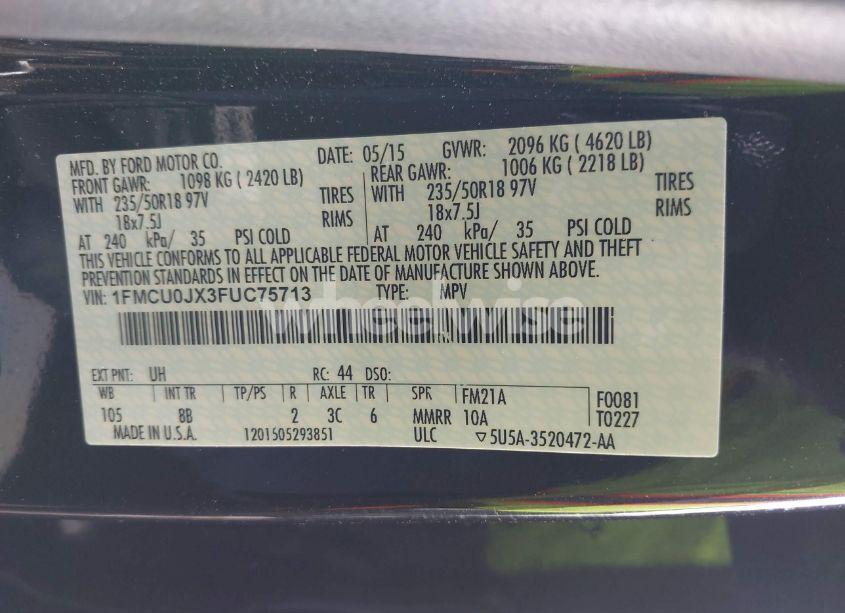 MFD. BY FORD MOTOR CO. DATE: 05/15 GVWR: 2096 KG ( 4620 LB)
FRONT GAWR: 1098 KG ( 2420 LB) REAR GAWR: 1006 KG ( 2218 LB)
WITH 235/50R18 97V TIRES WITH 235/50R18 97V TIRES
18x7.5J RIMS 18x7.5J RIMS
AT 240 kPa/ 35 PSI COLD AT 240 kPa/ 35 PSI COLD
THIS VEHICLE CONFORMS TO ALL APPLICABLE FEDERAL MOTOR VEHICLE SAFETY AND THEFT
PREVENTION STANDARDS IN EFFECT ON THE DATE OF MANUFACTURE SHOWN ABOVE.
VIN: 1FMCU0JX3FUC75713 TYPE: MPV
wheelwise
EXT PNT: UH RC: 44 DSO:
WB INT TR TP/PS R AXLE TR SPR FM21A F0081
105 8B 2 3C 6 MMRR 10A T0227
MADE IN U.S.A. 1201505293851 ULC ▽5U5A-3520472-AA